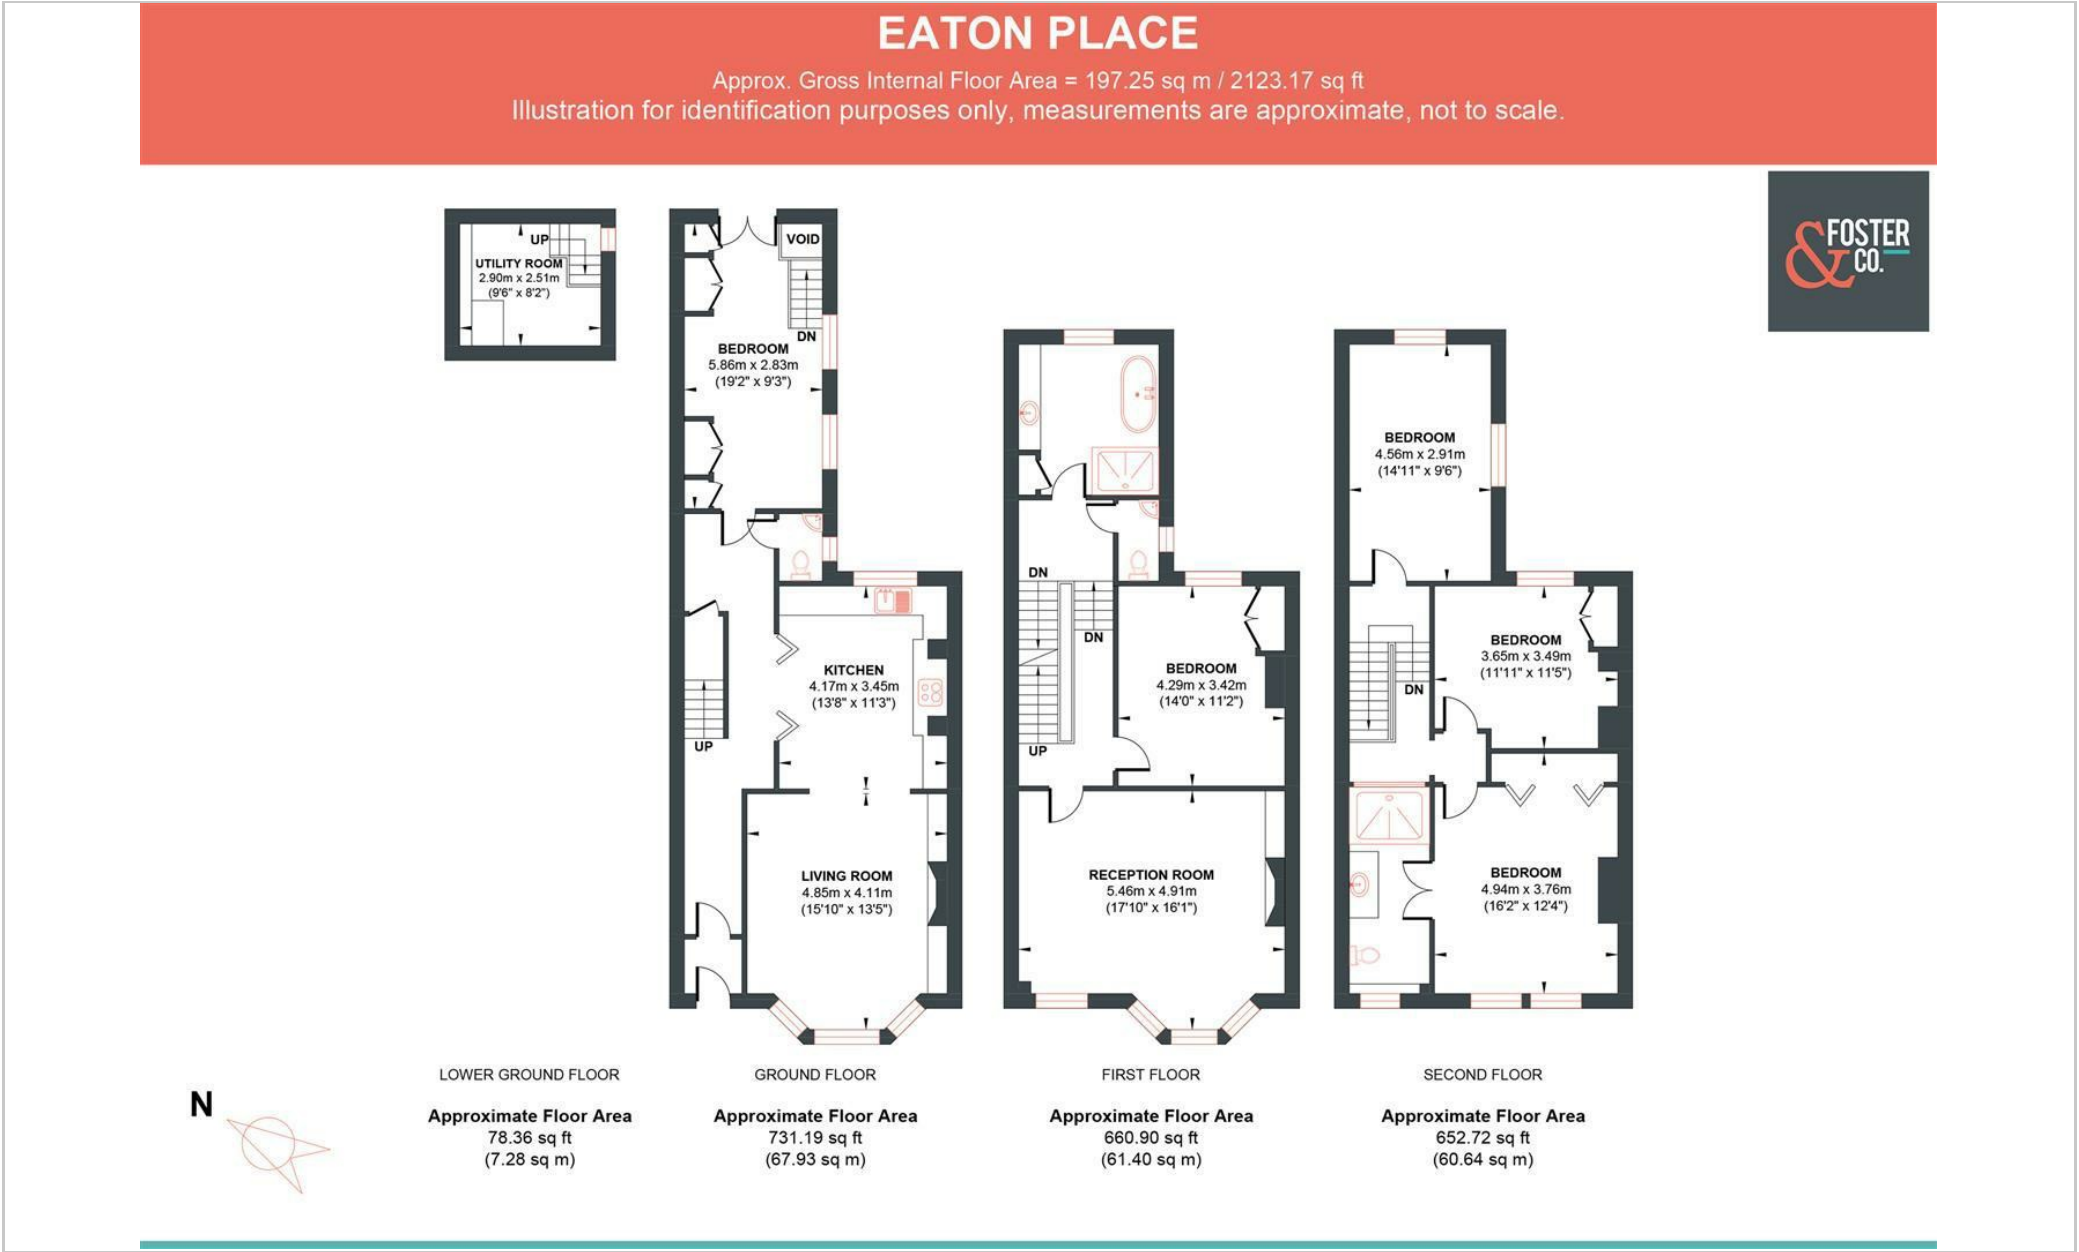 EATON PLACE
Approx. Gross Internal Floor Area = 197.25 sq m / 2123.17 sq ft
Illustration for identification purposes only, measurements are approximate, not to scale.
& FOSTER
CO.
UP
UTILITY ROOM
2.90m x 2.51m
(9'6" x 8'2")
VOID
DN
BEDROOM
5.86m x 2.83m
(19'2" x 9'3")
KITCHEN
4.17m x 3.45m
(13'8" x 11'3")
UP
LIVING ROOM
4.85m x 4.11m
(15'10" x 13'5")
DN
DN
BEDROOM
4.29m x 3.42m
(14'0" x 11'2")
UP
RECEPTION ROOM
5.46m x 4.91m
(17'10" x 16'1")
BEDROOM
4.56m x 2.91m
(14'11" x 9'6")
BEDROOM
3.65m x 3.49m
(11'11" x 11'5")
DN
BEDROOM
4.94m x 3.76m
(16'2" x 12'4")
N
LOWER GROUND FLOOR
Approximate Floor Area
78.36 sq ft
(7.28 sq m)
GROUND FLOOR
Approximate Floor Area
731.19 sq ft
(67.93 sq m)
FIRST FLOOR
Approximate Floor Area
660.90 sq ft
(61.40 sq m)
SECOND FLOOR
Approximate Floor Area
652.72 sq ft
(60.64 sq m)